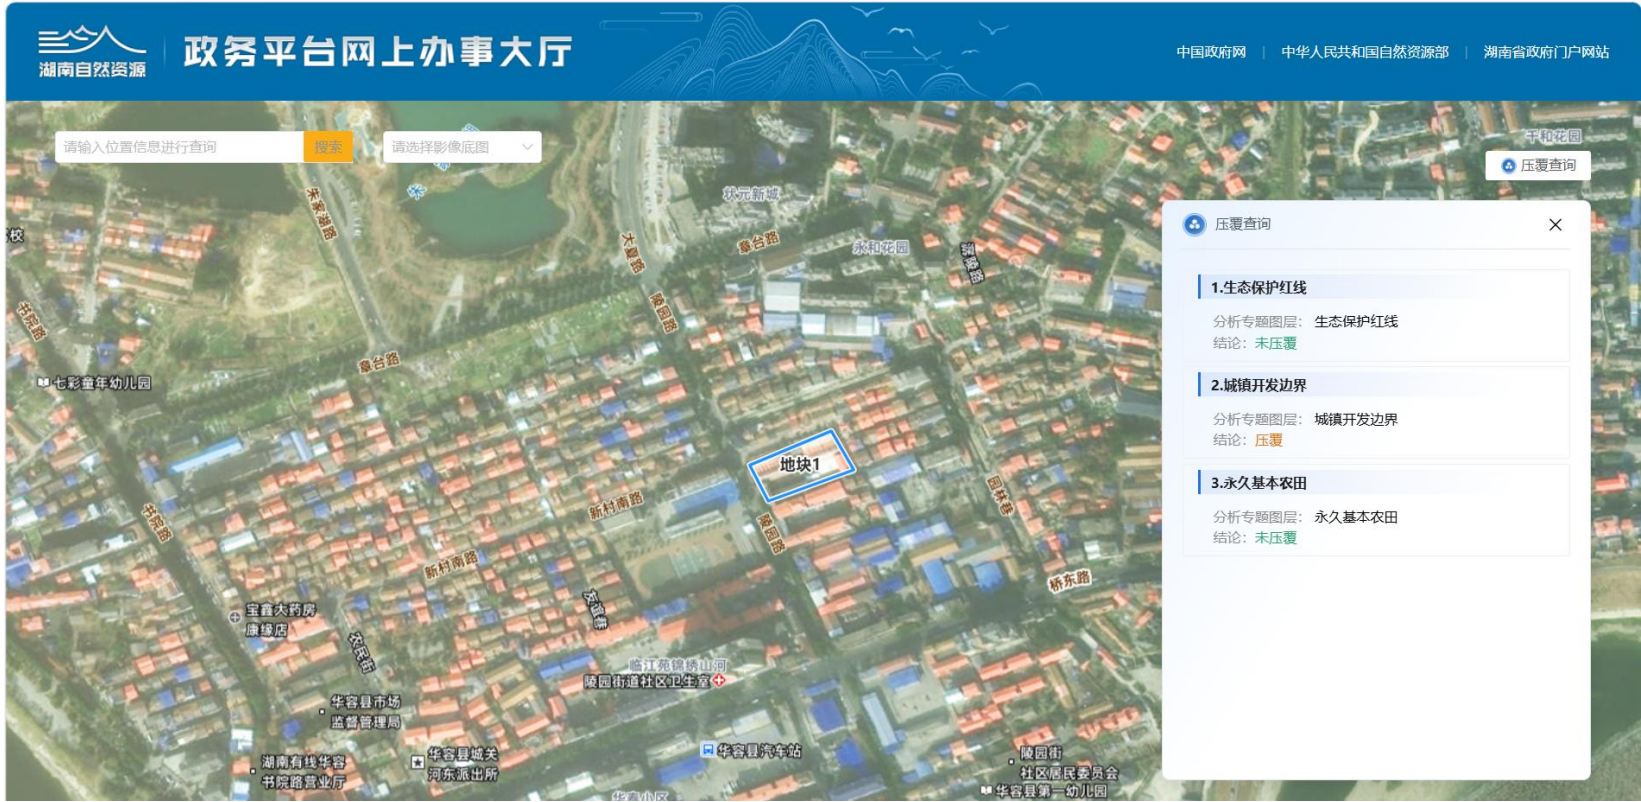 湖南自然资源
政务平台网上办事大厅
中国政府网 | 中华人民共和国自然资源部 | 湖南省政府门户网站
请输入位置信息进行查询
搜索
请选择影像底图
千和花园
压覆查询
压覆查询
1.生态保护红线
分析专题图层: 生态保护红线
结论: 未压覆
2.城镇开发边界
分析专题图层: 城镇开发边界
结论: 压覆
3.永久基本农田
分析专题图层: 永久基本农田
结论: 未压覆
朱家湖路
状元新城
校
大夏路
章台路
永和花园
书院路
陵园路
章台路
七彩童年幼儿园
地块1
书院路
新村南路
陵园路
园林巷
新村南路
桥东路
宝鑫大药房
康缘店
友谊巷
农民街
临江苑锦绣山河
陵园街道社区卫生室
华容县市场
监督管理局
湖南有线华容
书院路营业厅
华容县城关
河东派出所
华容县汽车站
陵园街
社区居民委员会
华容县第一幼儿园